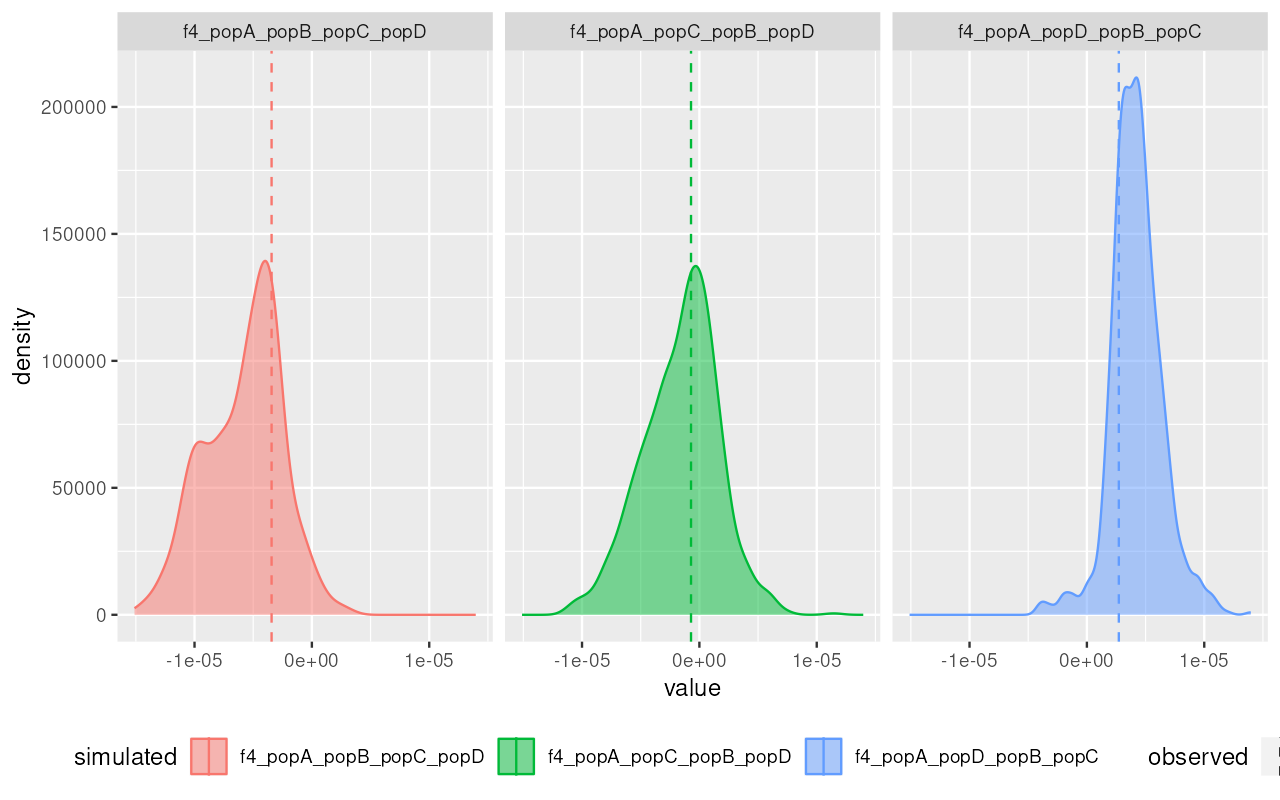 f4_popA_popB_popC_popD f4_popA_popC_popB_popD f4_popA_popD_popB_popC
200000
150000
100000
50000
0
density
-1e-05 0e+00 1e-05 -1e-05 0e+00 1e-05 -1e-05 0e+00 1e-05
value
simulated f4_popA_popB_popC_popD f4_popA_popC_popB_popD f4_popA_popD_popB_popC observed